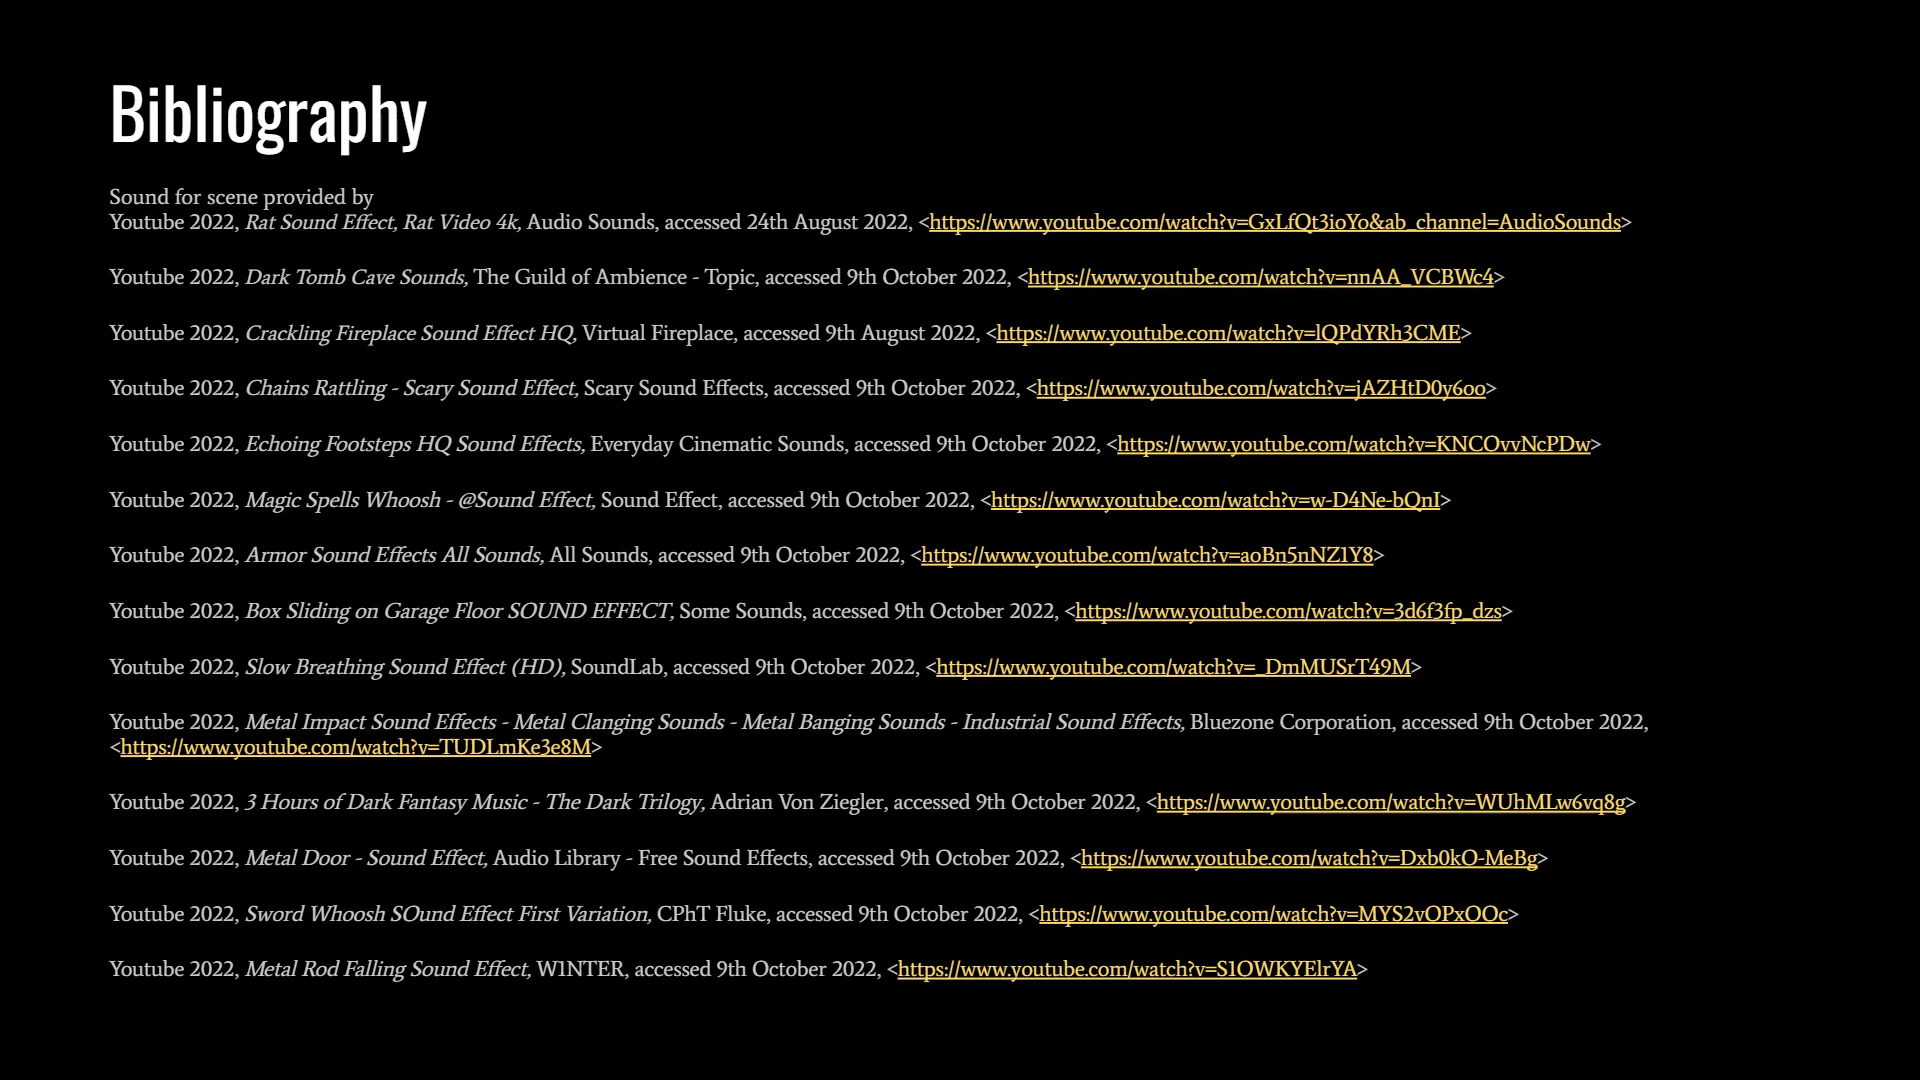 Bibliography
Sound for scene provided by
Youtube 2022, Rat Sound Effect, Rat Video 4k, Audio Sounds, accessed 24th August 2022, <https://www.youtube.com/watch?v=GxLfQt3ioYo&ab_channel=AudioSounds>
Youtube 2022, Dark Tomb Cave Sounds, The Guild of Ambience - Topic, accessed 9th October 2022, <https://www.youtube.com/watch?v=nnAA_VCBWc4>
Youtube 2022, Crackling Fireplace Sound Effect HQ, Virtual Fireplace, accessed 9th August 2022, <https://www.youtube.com/watch?v=lQPdYRh3CME>
Youtube 2022, Chains Rattling - Scary Sound Effect, Scary Sound Effects, accessed 9th October 2022, <https://www.youtube.com/watch?v=jAZHtD0y6oo>
Youtube 2022, Echoing Footsteps HQ Sound Effects, Everyday Cinematic Sounds, accessed 9th October 2022, <https://www.youtube.com/watch?v=KNCOvvNcPDw>
Youtube 2022, Magic Spells Whoosh - @Sound Effect, Sound Effect, accessed 9th October 2022, <https://www.youtube.com/watch?v=w-D4Ne-bQnI>
Youtube 2022, Armor Sound Effects All Sounds, All Sounds, accessed 9th October 2022, <https://www.youtube.com/watch?v=aoBn5nNZ1Y8>
Youtube 2022, Box Sliding on Garage Floor SOUND EFFECT, Some Sounds, accessed 9th October 2022, <https://www.youtube.com/watch?v=3d6f3fp_dzs>
Youtube 2022, Slow Breathing Sound Effect (HD), SoundLab, accessed 9th October 2022, <https://www.youtube.com/watch?v=_DmMUSrT49M>
Youtube 2022, Metal Impact Sound Effects - Metal Clanging Sounds - Metal Banging Sounds - Industrial Sound Effects, Bluezone Corporation, accessed 9th October 2022,
<https://www.youtube.com/watch?v=TUDLmKe3e8M>
Youtube 2022, 3 Hours of Dark Fantasy Music - The Dark Trilogy, Adrian Von Ziegler, accessed 9th October 2022, <https://www.youtube.com/watch?v=WUhMLw6vq8g>
Youtube 2022, Metal Door - Sound Effect, Audio Library - Free Sound Effects, accessed 9th October 2022, <https://www.youtube.com/watch?v=Dxb0kO-MeBg>
Youtube 2022, Sword Whoosh SOund Effect First Variation, CPhT Fluke, accessed 9th October 2022, <https://www.youtube.com/watch?v=MYS2vOPxOOc>
Youtube 2022, Metal Rod Falling Sound Effect, W1NTER, accessed 9th October 2022, <https://www.youtube.com/watch?v=S1OWKYElrYA>